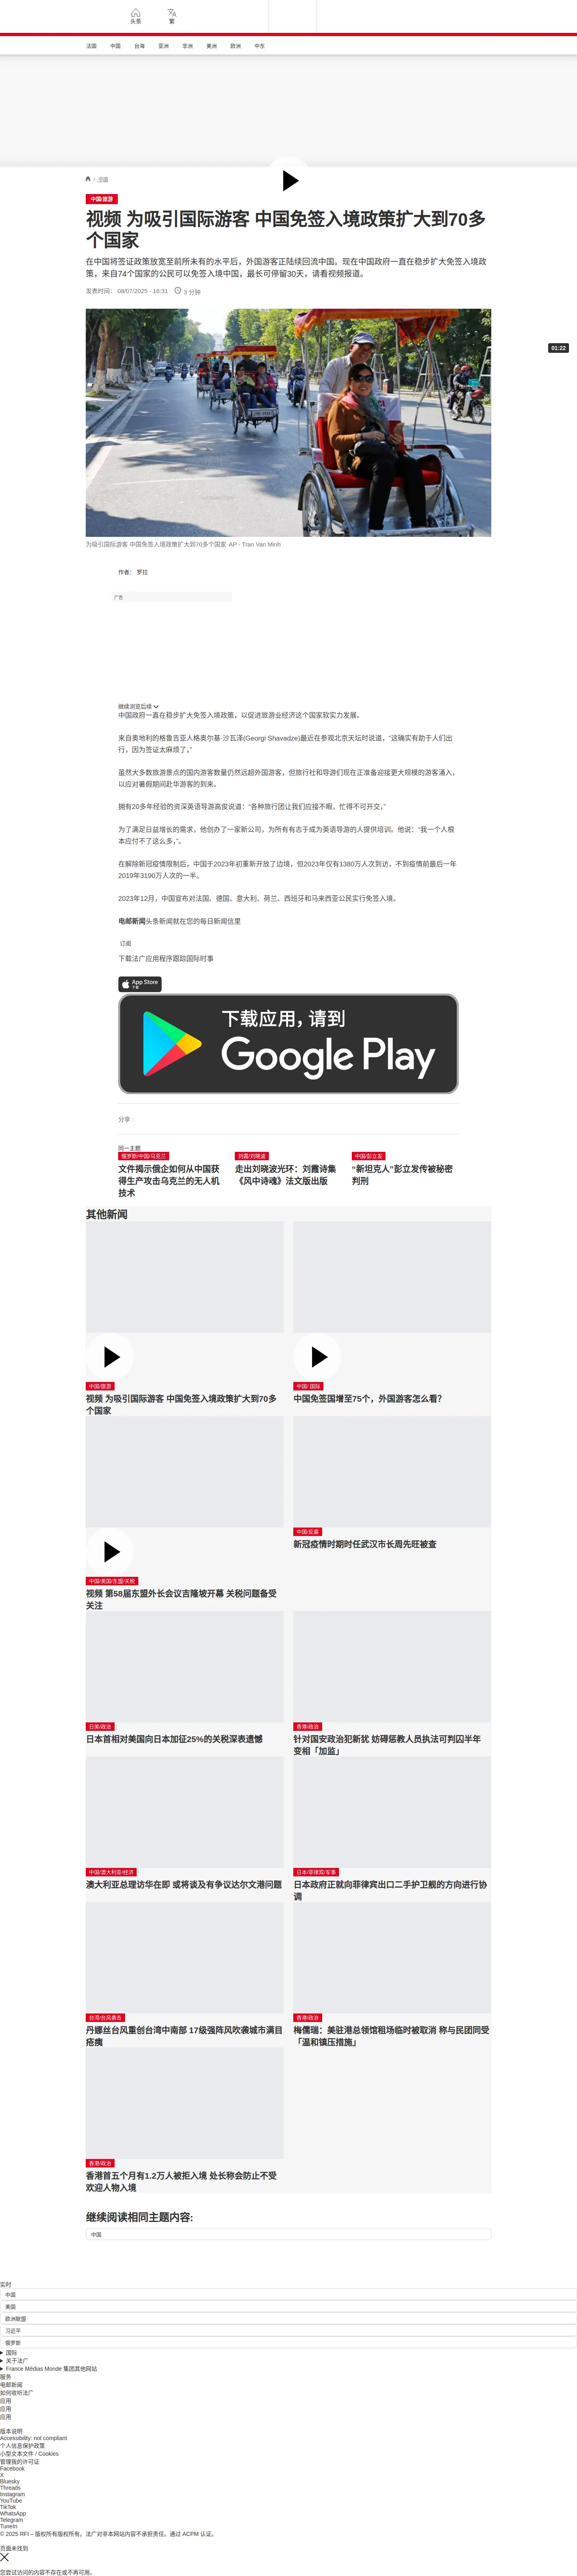 头条
繁
法国
中国
台海
亚洲
非洲
美洲
欧洲
中东
/ 中国
中国/旅游
视频 为吸引国际游客 中国免签入境政策扩大到70多
个国家
在中国将签证政策放宽至前所未有的水平后，外国游客正陆续回流中国。现在中国政府一直在稳步扩大免签入境政
策，来自74个国家的公民可以免签入境中国，最长可停留30天，请看视频报道。
发表时间： 08/07/2025 - 16:31
3 分钟
01:22
为吸引国际游客 中国免签入境政策扩大到70多个国家 AP - Tran Van Minh
作者： 罗拉
广告
继续浏览后续
中国政府一直在稳步扩大免签入境政策，以促进旅游业经济这个国家软实力发展。
来自奥地利的格鲁吉亚人格奥尔基·沙瓦泽(Georgi Shavadze)最近在参观北京天坛时说道，“这确实有助于人们出
行，因为签证太麻烦了。”
虽然大多数旅游景点的国内游客数量仍然远超外国游客，但旅行社和导游们现在正准备迎接更大规模的游客涌入，
以应对暑假期间赴华游客的到来。
拥有20多年经验的资深英语导游高俊说道：“各种旅行团让我们应接不暇，忙得不可开交，”
为了满足日益增长的需求，他创办了一家新公司，为所有有志于成为英语导游的人提供培训。他说：“我一个人根
本应付不了这么多，”。
在解除新冠疫情限制后，中国于2023年初重新开放了边境，但2023年仅有1380万人次到访，不到疫情前最后一年
2019年3190万人次的一半。
2023年12月，中国宣布对法国、德国、意大利、荷兰、西班牙和马来西亚公民实行免签入境。
电邮新闻头条新闻就在您的每日新闻信里
订阅
下载法广应用程序跟踪国际时事
App Store
下载
下载应用，请到
Google Play
分享 :
同一主题
俄罗斯/中国/乌克兰
文件揭示俄企如何从中国获
得生产攻击乌克兰的无人机
技术
刘霞/刘晓波
走出刘晓波光环：刘霞诗集
《风中诗魂》法文版出版
中国/彭立发
“新坦克人”彭立发传被秘密
判刑
其他新闻
中国/旅游
视频 为吸引国际游客 中国免签入境政策扩大到70多
个国家
中国/ 国际
中国免签国增至75个，外国游客怎么看?
中国/美国/东盟/关税
视频 第58届东盟外长会议吉隆坡开幕 关税问题备受
关注
中国/反腐
新冠疫情时期时任武汉市长周先旺被查
日美/政治
日本首相对美国向日本加征25%的关税深表遗憾
香港/政治
针对国安政治犯新犹 妨碍惩教人员执法可判囚半年
变相「加监」
中国/澳大利亚/经济
澳大利亚总理访华在即 或将谈及有争议达尔文港问题
日本/菲律宾/军事
日本政府正就向菲律宾出口二手护卫舰的方向进行协
调
台湾/台风袭击
丹娜丝台风重创台湾中南部 17级强阵风吹袭城市满目
疮痍
香港/政治
梅儒瑞：美驻港总领馆租场临时被取消 称与民团同受
「温和镇压措施」
香港/政治
香港首五个月有1.2万人被拒入境 处长称会防止不受
欢迎人物入境
继续阅读相同主题内容:
中国
实时
中国
美国
欧洲联盟
习近平
俄罗斯
国际
关于法广
France Médias Monde 集团其他网站
服务
电邮新闻
如何收听法广
应用
应用
应用
版本说明
Accessibility: not compliant
个人信息保护政策
小型文本文件 / Cookies
管理我的许可证
Facebook
X
Bluesky
Threads
Instagram
YouTube
TikTok
WhatsApp
Telegram
TuneIn
© 2025 RFI – 版权所有版权所有。法广对非本网站内容不承担责任。通过 ACPM 认证。
页面未找到
您尝试访问的内容不存在或不再可用。